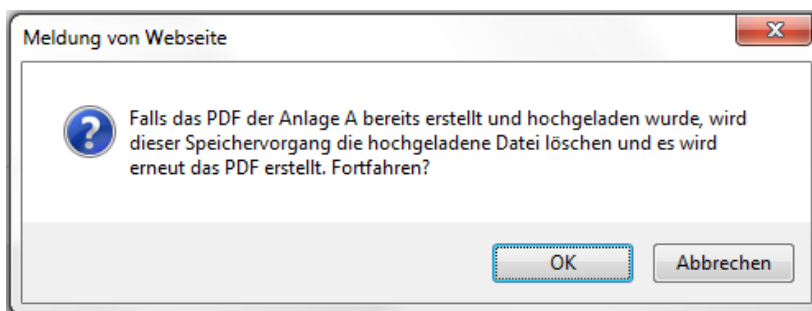 Meldung von Webseite
Falls das PDF der Anlage A bereits erstellt und hochgeladen wurde, wird
dieser Speichervorgang die hochgeladene Datei löschen und es wird
erneut das PDF erstellt. Fortfahren?
OK
Abbrechen